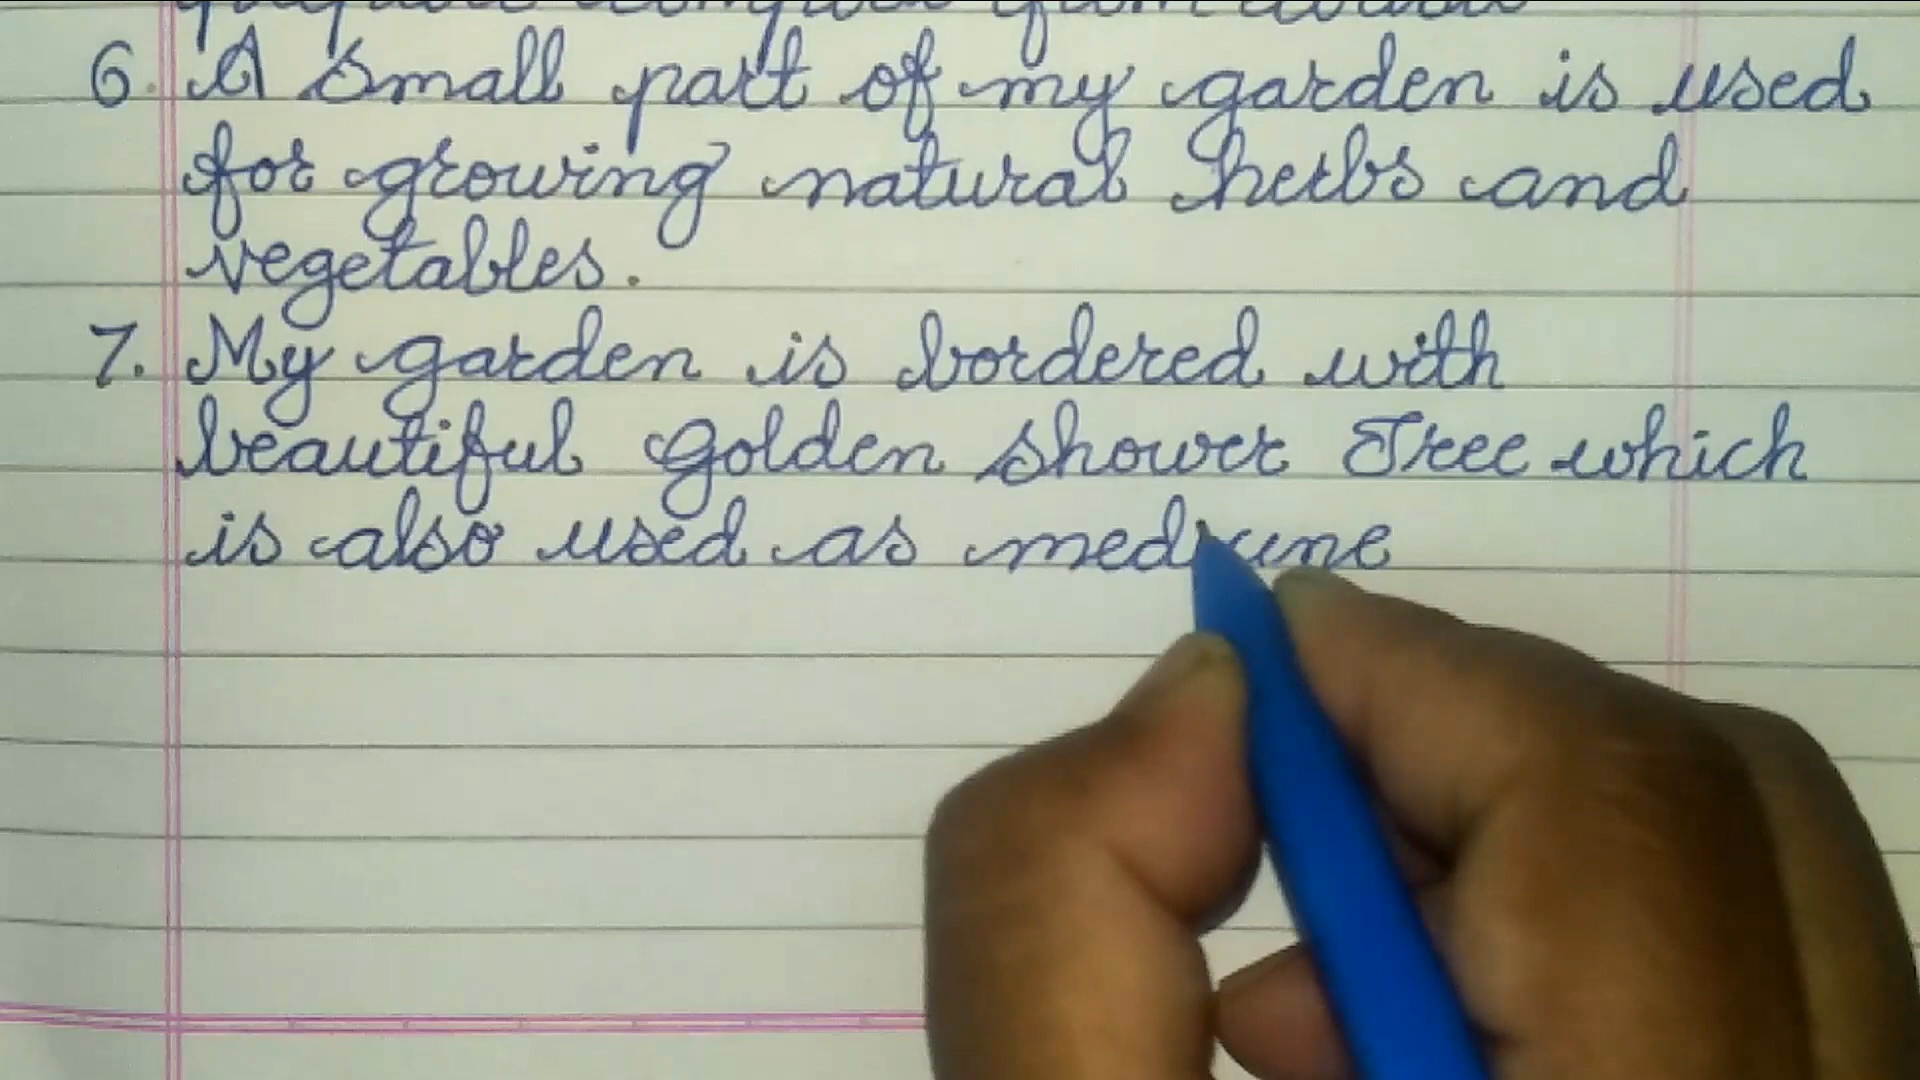 6. A small part of my garden is used
for growing natural herbs and
vegetables.
7. My garden is bordered with
beautiful Golden shower Tree which
is also used as medicine